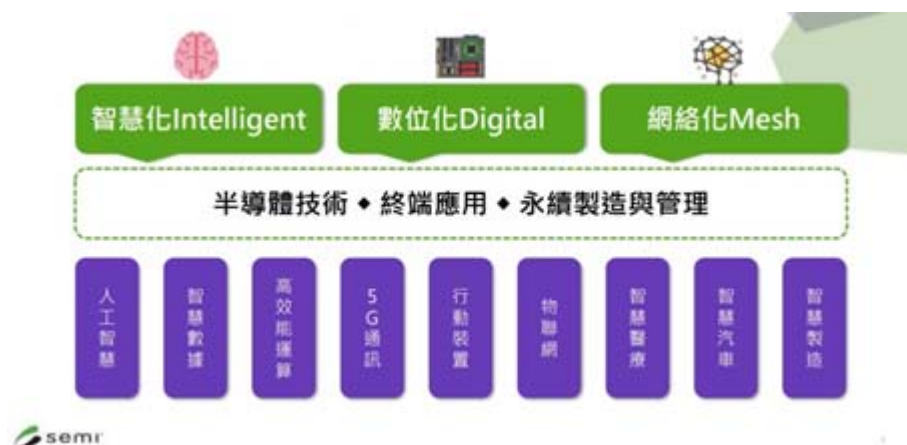 智慧化Intelligent
數位化Digital
網絡化Mesh
半導體技術◆終端應用◆永續製造與管理
人工智慧
智慧數據
高效能運算
5G通訊
行動裝置
物聯網
智慧醫療
智慧汽車
智慧製造
semi